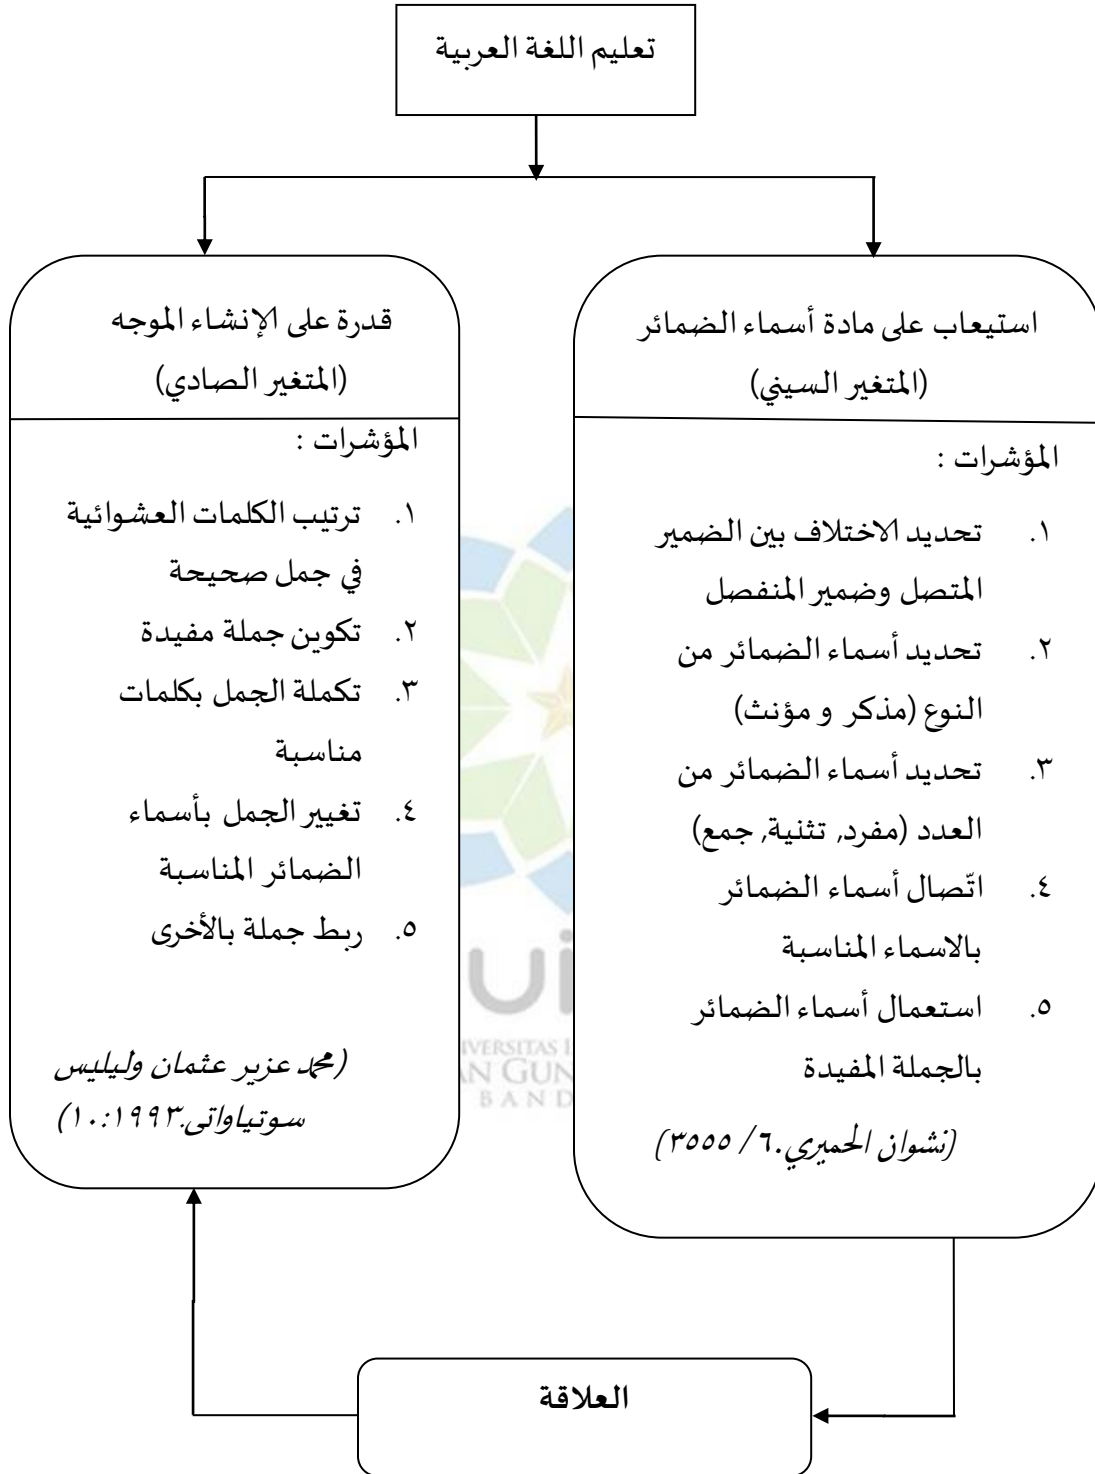 تعليم اللغة العربية
استيعاب على مادة أسماء الضمائر
(المتغير السيني)
المؤشرات :
١. تحديد الاختلاف بين الضمير
المتصل وضمير المنفصل
٢. تحديد أسماء الضمائر من
النوع (مذكر و مؤنث)
٣. تحديد أسماء الضمائر من
العدد (مفرد, تثنية, جمع)
٤. اتّصال أسماء الضمائر
بالاسماء المناسبة
٥. استعمال أسماء الضمائر
بالجملة المفيدة
(نشوان الحميري.٦/ ٣٥٥٥)
قدرة على الإنشاء الموجه
(المتغير الصادي)
المؤشرات :
١. ترتيب الكلمات العشوائية
في جمل صحيحة
٢. تكوين جملة مفيدة
٣. تكملة الجمل بكلمات
مناسبة
٤. تغيير الجمل بأسماء
الضمائر المناسبة
٥. ربط جملة بالأخرى
(محمد عزير عثمان وليليس
سوتياواتى.١٩٩٣:١٠)
العلاقة